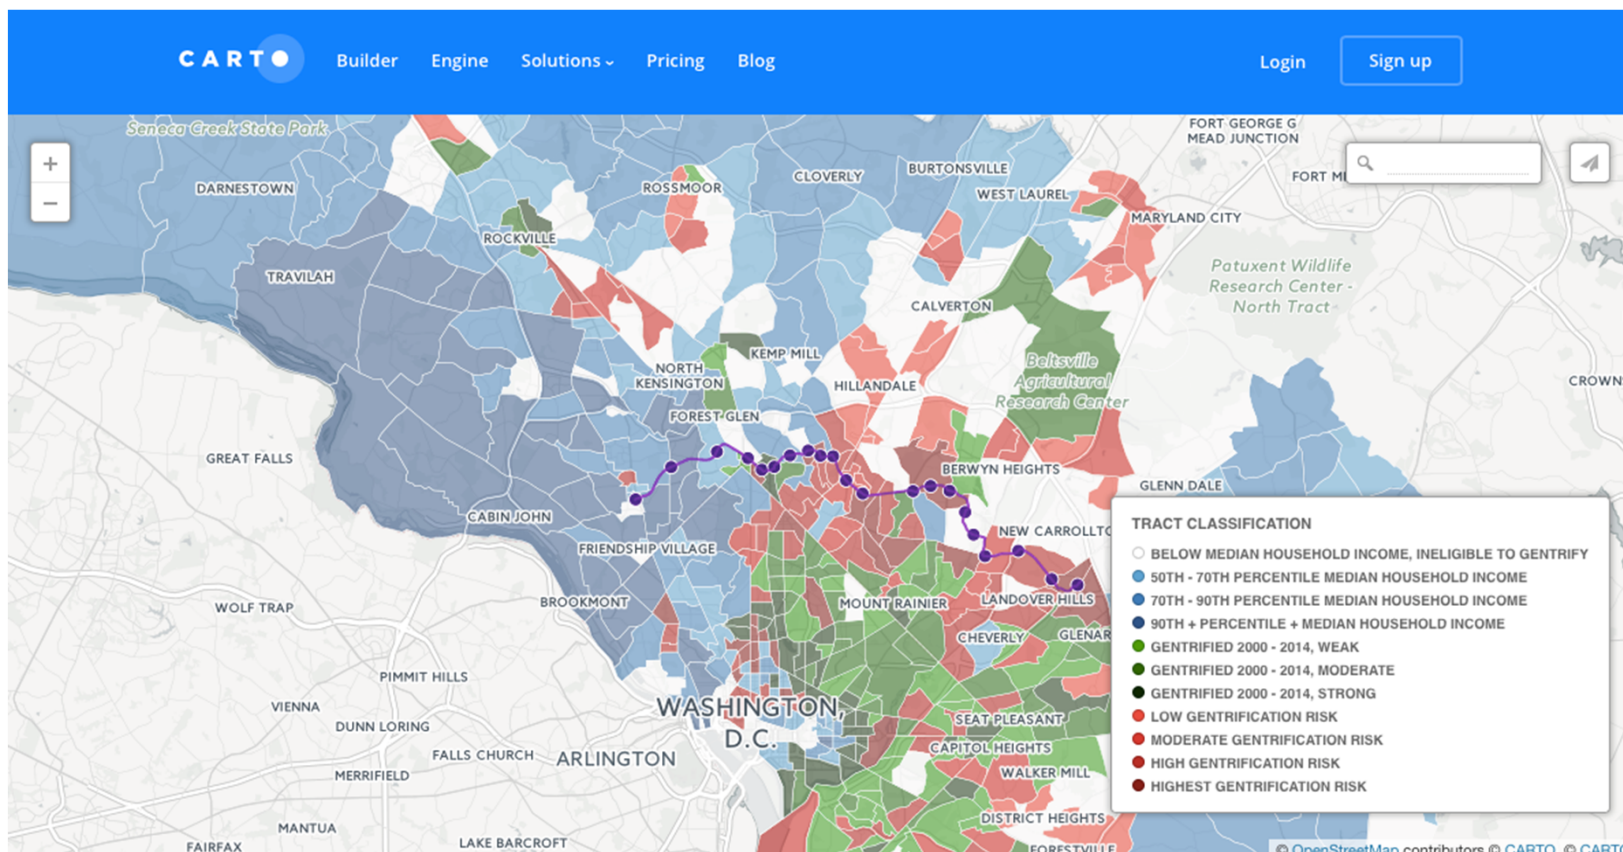 CARTO
Builder
Engine
Solutions
Pricing
Blog
Login
Sign up
Seneca Creek State Park
FORT GEORGE G
MEAD JUNCTION
+
−
DARNESTOWN
ROSSMOOR
CLOVERLY
BURTONSVILLE
WEST LAUREL
FORT
MARYLAND CITY
ROCKVILLE
TRAVILAH
Patuxent Wildlife
Research Center -
North Tract
CALVERTON
KEMP MILL
NORTH
KENSINGTON
HILLANDALE
Beltsville
Agricultural
Research Center
CROWN
FOREST GLEN
GREAT FALLS
BERWYN HEIGHTS
GLENN DALE
CABIN JOHN
NEW CARROLLTO
FRIENDSHIP VILLAGE
BROOKMONT
MOUNT RAINIER
LANDOVER HILLS
WOLF TRAP
CHEVERLY
GLENAR
PIMMIT HILLS
VIENNA
WASHINGTON,
D.C.
SEAT PLEASANT
DUNN LORING
FALLS CHURCH
ARLINGTON
CAPITOL HEIGHTS
MERRIFIELD
WALKER MILL
MANTUA
DISTRICT HEIGHTS
FAIRFAX
LAKE BARCROFT
FORESTVILLE
TRACT CLASSIFICATION
BELOW MEDIAN HOUSEHOLD INCOME, INELIGIBLE TO GENTRIFY
50TH - 70TH PERCENTILE MEDIAN HOUSEHOLD INCOME
70TH - 90TH PERCENTILE MEDIAN HOUSEHOLD INCOME
90TH + PERCENTILE + MEDIAN HOUSEHOLD INCOME
GENTRIFIED 2000 - 2014, WEAK
GENTRIFIED 2000 - 2014, MODERATE
GENTRIFIED 2000 - 2014, STRONG
LOW GENTRIFICATION RISK
MODERATE GENTRIFICATION RISK
HIGH GENTRIFICATION RISK
HIGHEST GENTRIFICATION RISK
© OpenStreetMap contributors © CARTO, © CART